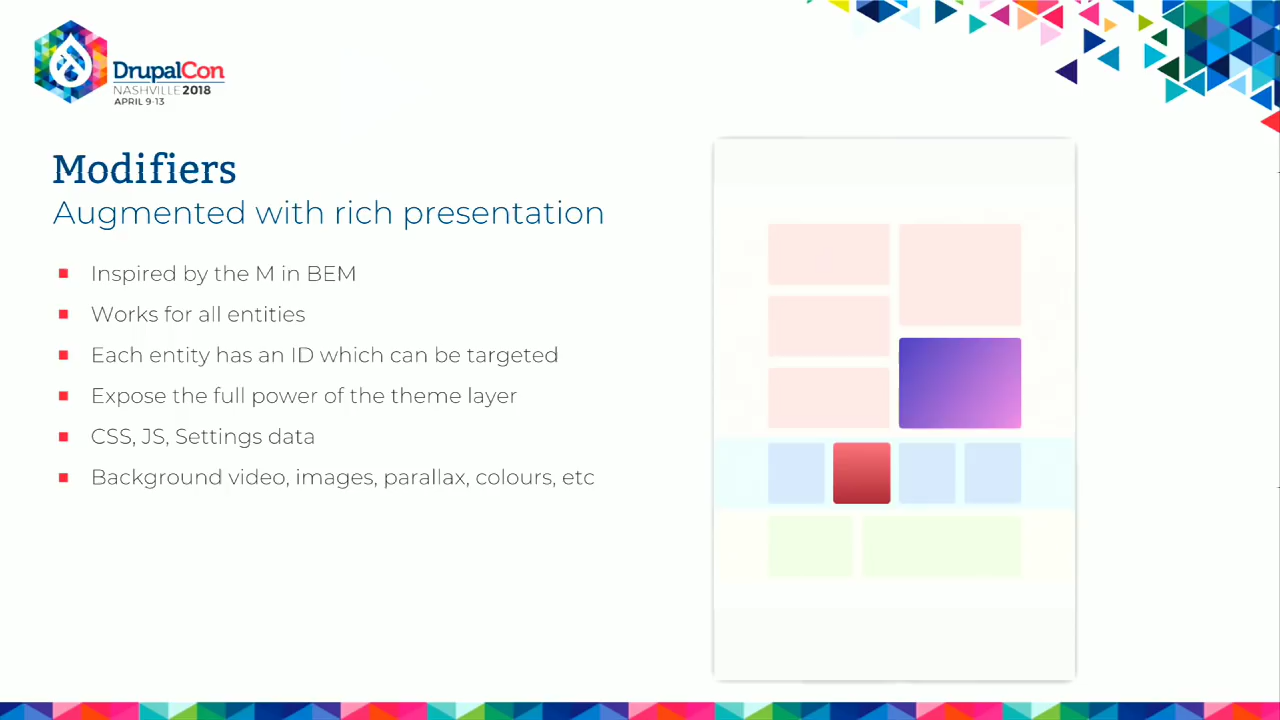 DrupalCon
NASHVILLE 2018
APRIL 9-13
Modifiers
Augmented with rich presentation
Inspired by the M in BEM
Works for all entities
Each entity has an ID which can be targeted
Expose the full power of the theme layer
CSS, JS, Settings data
Background video, images, parallax, colours, etc